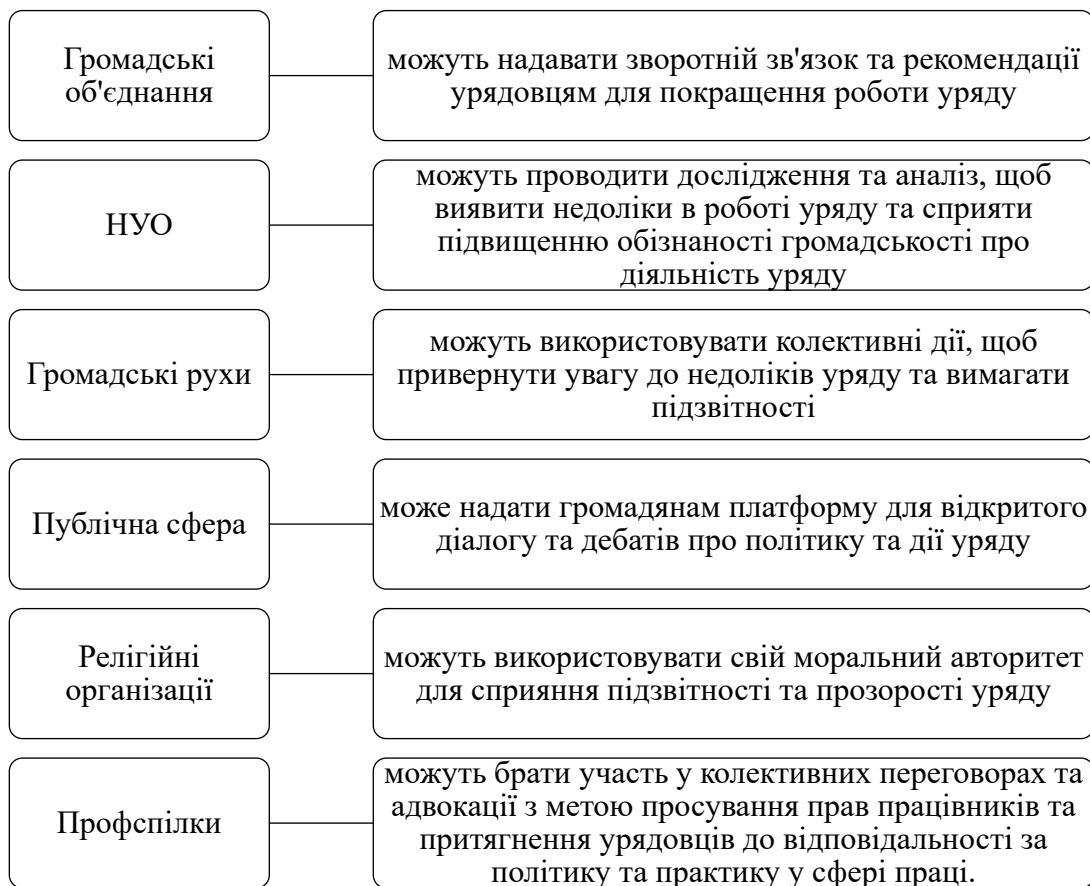 Громадські
об'єднання
можуть надавати зворотній зв'язок та рекомендації
урядовцям для покращення роботи уряду
НУО
можуть проводити дослідження та аналіз, щоб
виявити недоліки в роботі уряду та сприяти
підвищенню обізнаності громадськості про
діяльність уряду
Громадські рухи
можуть використовувати колективні дії, щоб
привернути увагу до недоліків уряду та вимагати
підзвітності
Публічна сфера
може надати громадянам платформу для відкритого
діалогу та дебатів про політику та дії уряду
Релігійні
організації
можуть використовувати свій моральний авторитет
для сприяння підзвітності та прозорості уряду
Профспілки
можуть брати участь у колективних переговорах та
адвокації з метою просування прав працівників та
притягнення урядовців до відповідальності за
політику та практику у сфері праці.